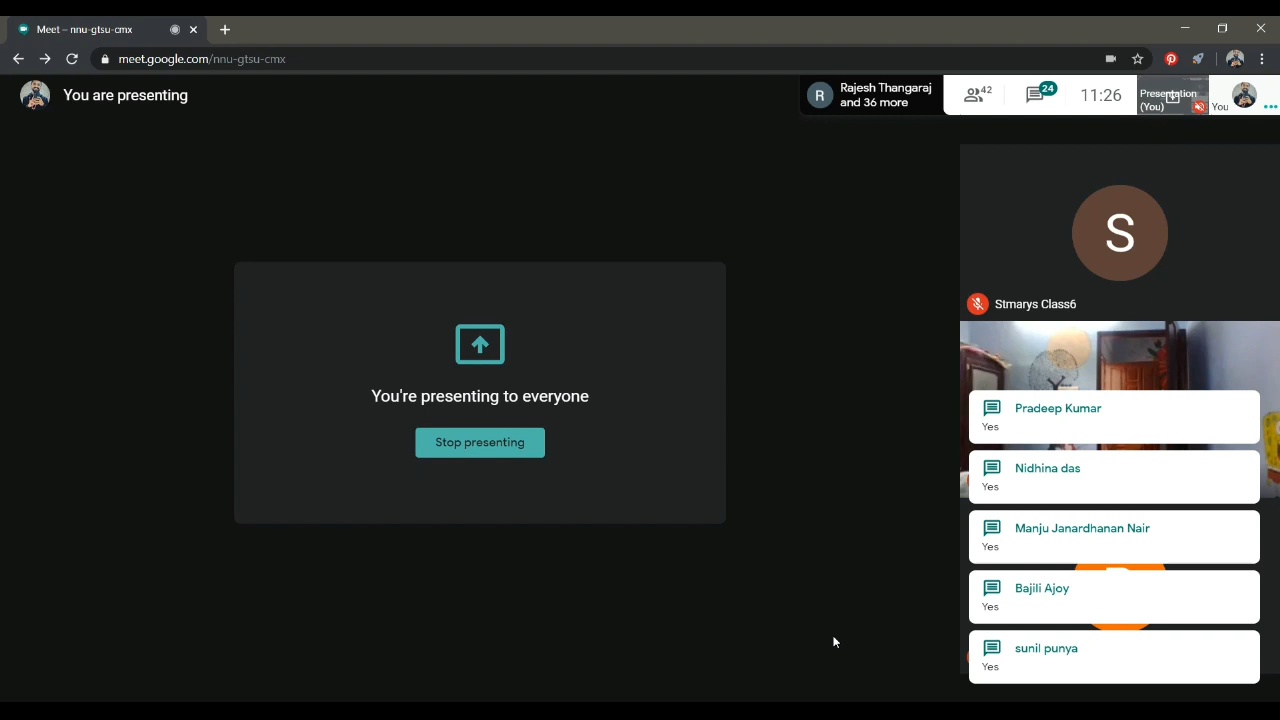 Meet – nnu-gtsu-cmx
meet.google.com/nnu-gtsu-cmx
You are presenting
R
Rajesh Thangaraj
and 36 more
42
24
11:26
Presentation
(You)
You
S
Stmarys Class6
You're presenting to everyone
Stop presenting
Pradeep Kumar
Yes
Nidhina das
Yes
Manju Janardhanan Nair
Yes
Bajili Ajoy
Yes
sunil punya
Yes